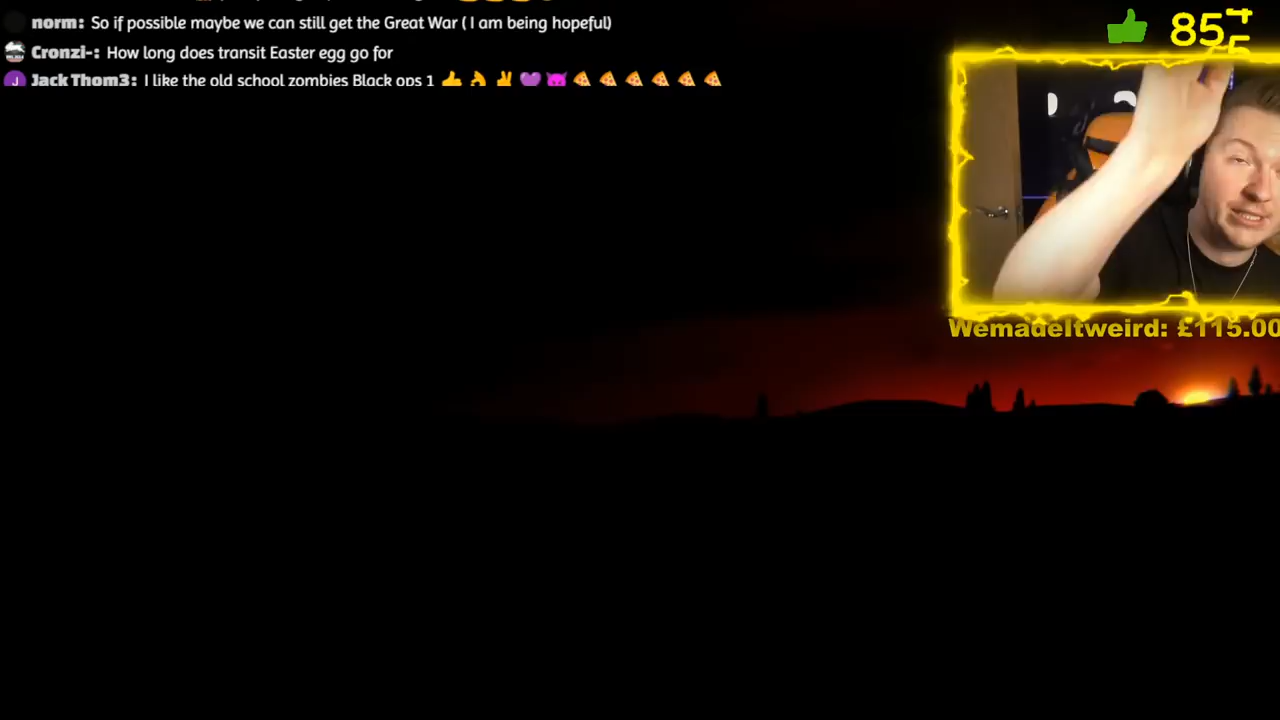 norm: So if possible maybe we can still get the Great War ( I am being hopeful)
Cronzi-: How long does transit Easter egg go for
J Jack Thom3: I like the old school zombies Black ops 1 👍👌✌💜😈🍕🍕🍕🍕🍕🍕
85
WemadeItweird: £115.00